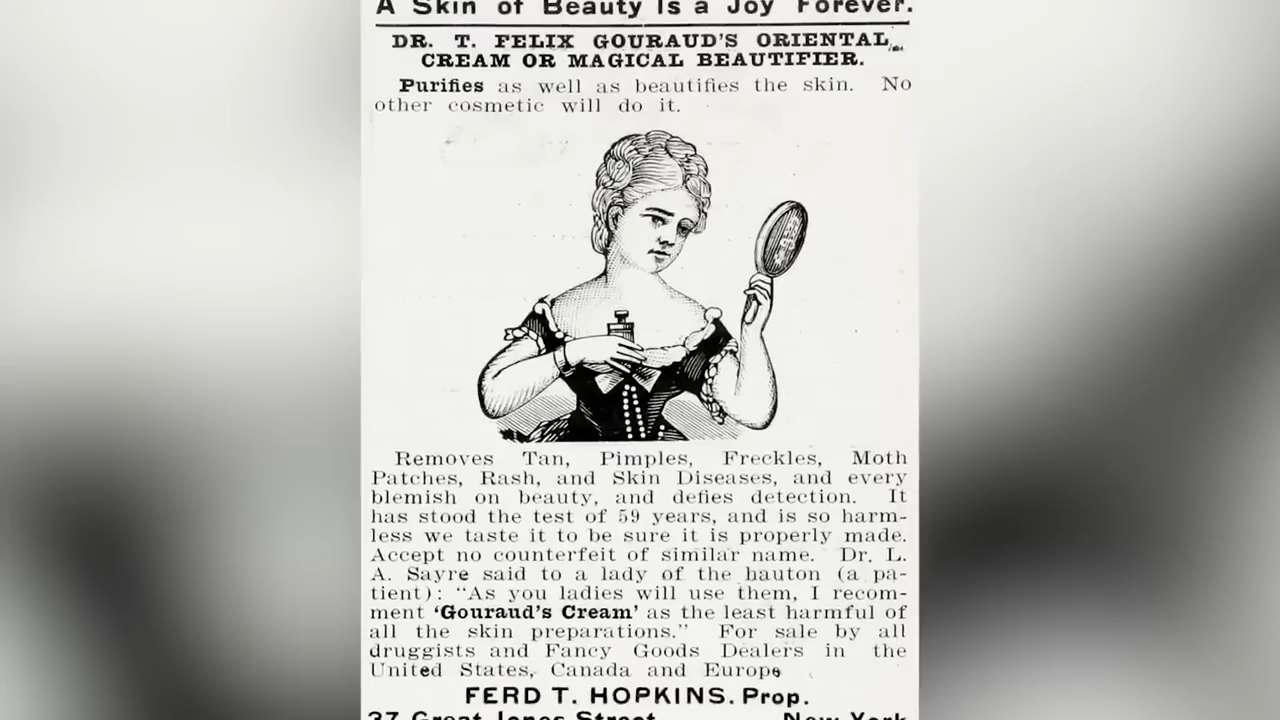 A Skin of Beauty Is a Joy Forever.
DR. T. FELIX GOURAUD'S ORIENTAL
CREAM OR MAGICAL BEAUTIFIER.
Purifies as well as beautifies the skin. No
other cosmetic will do it.
Removes Tan, Pimples, Freckles, Moth
Patches, Rash, and Skin Diseases, and every
blemish on beauty, and defies detection. It
has stood the test of 59 years, and is so harm-
less we taste it to be sure it is properly made.
Accept no counterfeit of similar name. Dr. L.
A. Sayre said to a lady of the hauton (a pa-
tient): "As you ladies will use them, I recom-
ment 'Gouraud's Cream' as the least harmful of
all the skin preparations." For sale by all
druggists and Fancy Goods Dealers in the
United States, Canada and Europe
FERD T. HOPKINS. Prop.
37 Great Jones Street New York